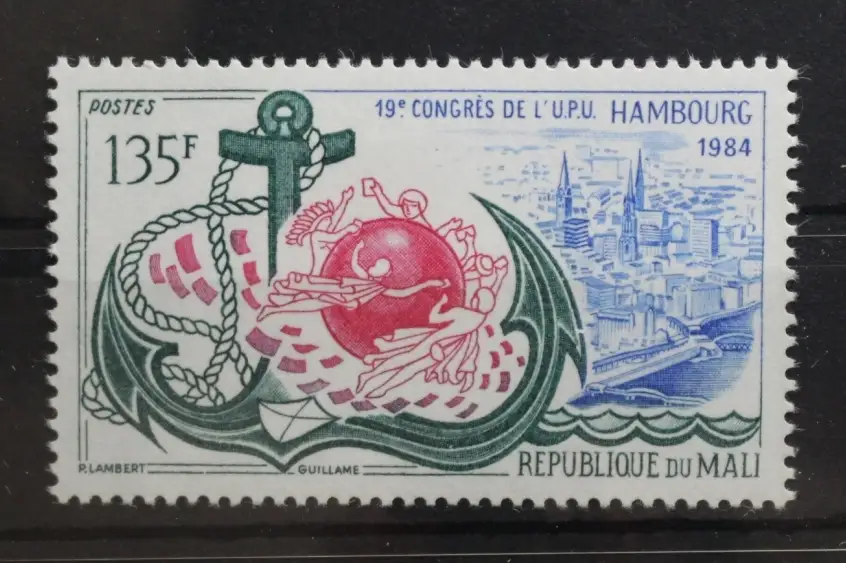 POSTES
135F
19e CONGRÈS DE L'U.P.U. HAMBOURG
1984
P. LAMBERT
GUILLAME
REPUBLIQUE DU MALI